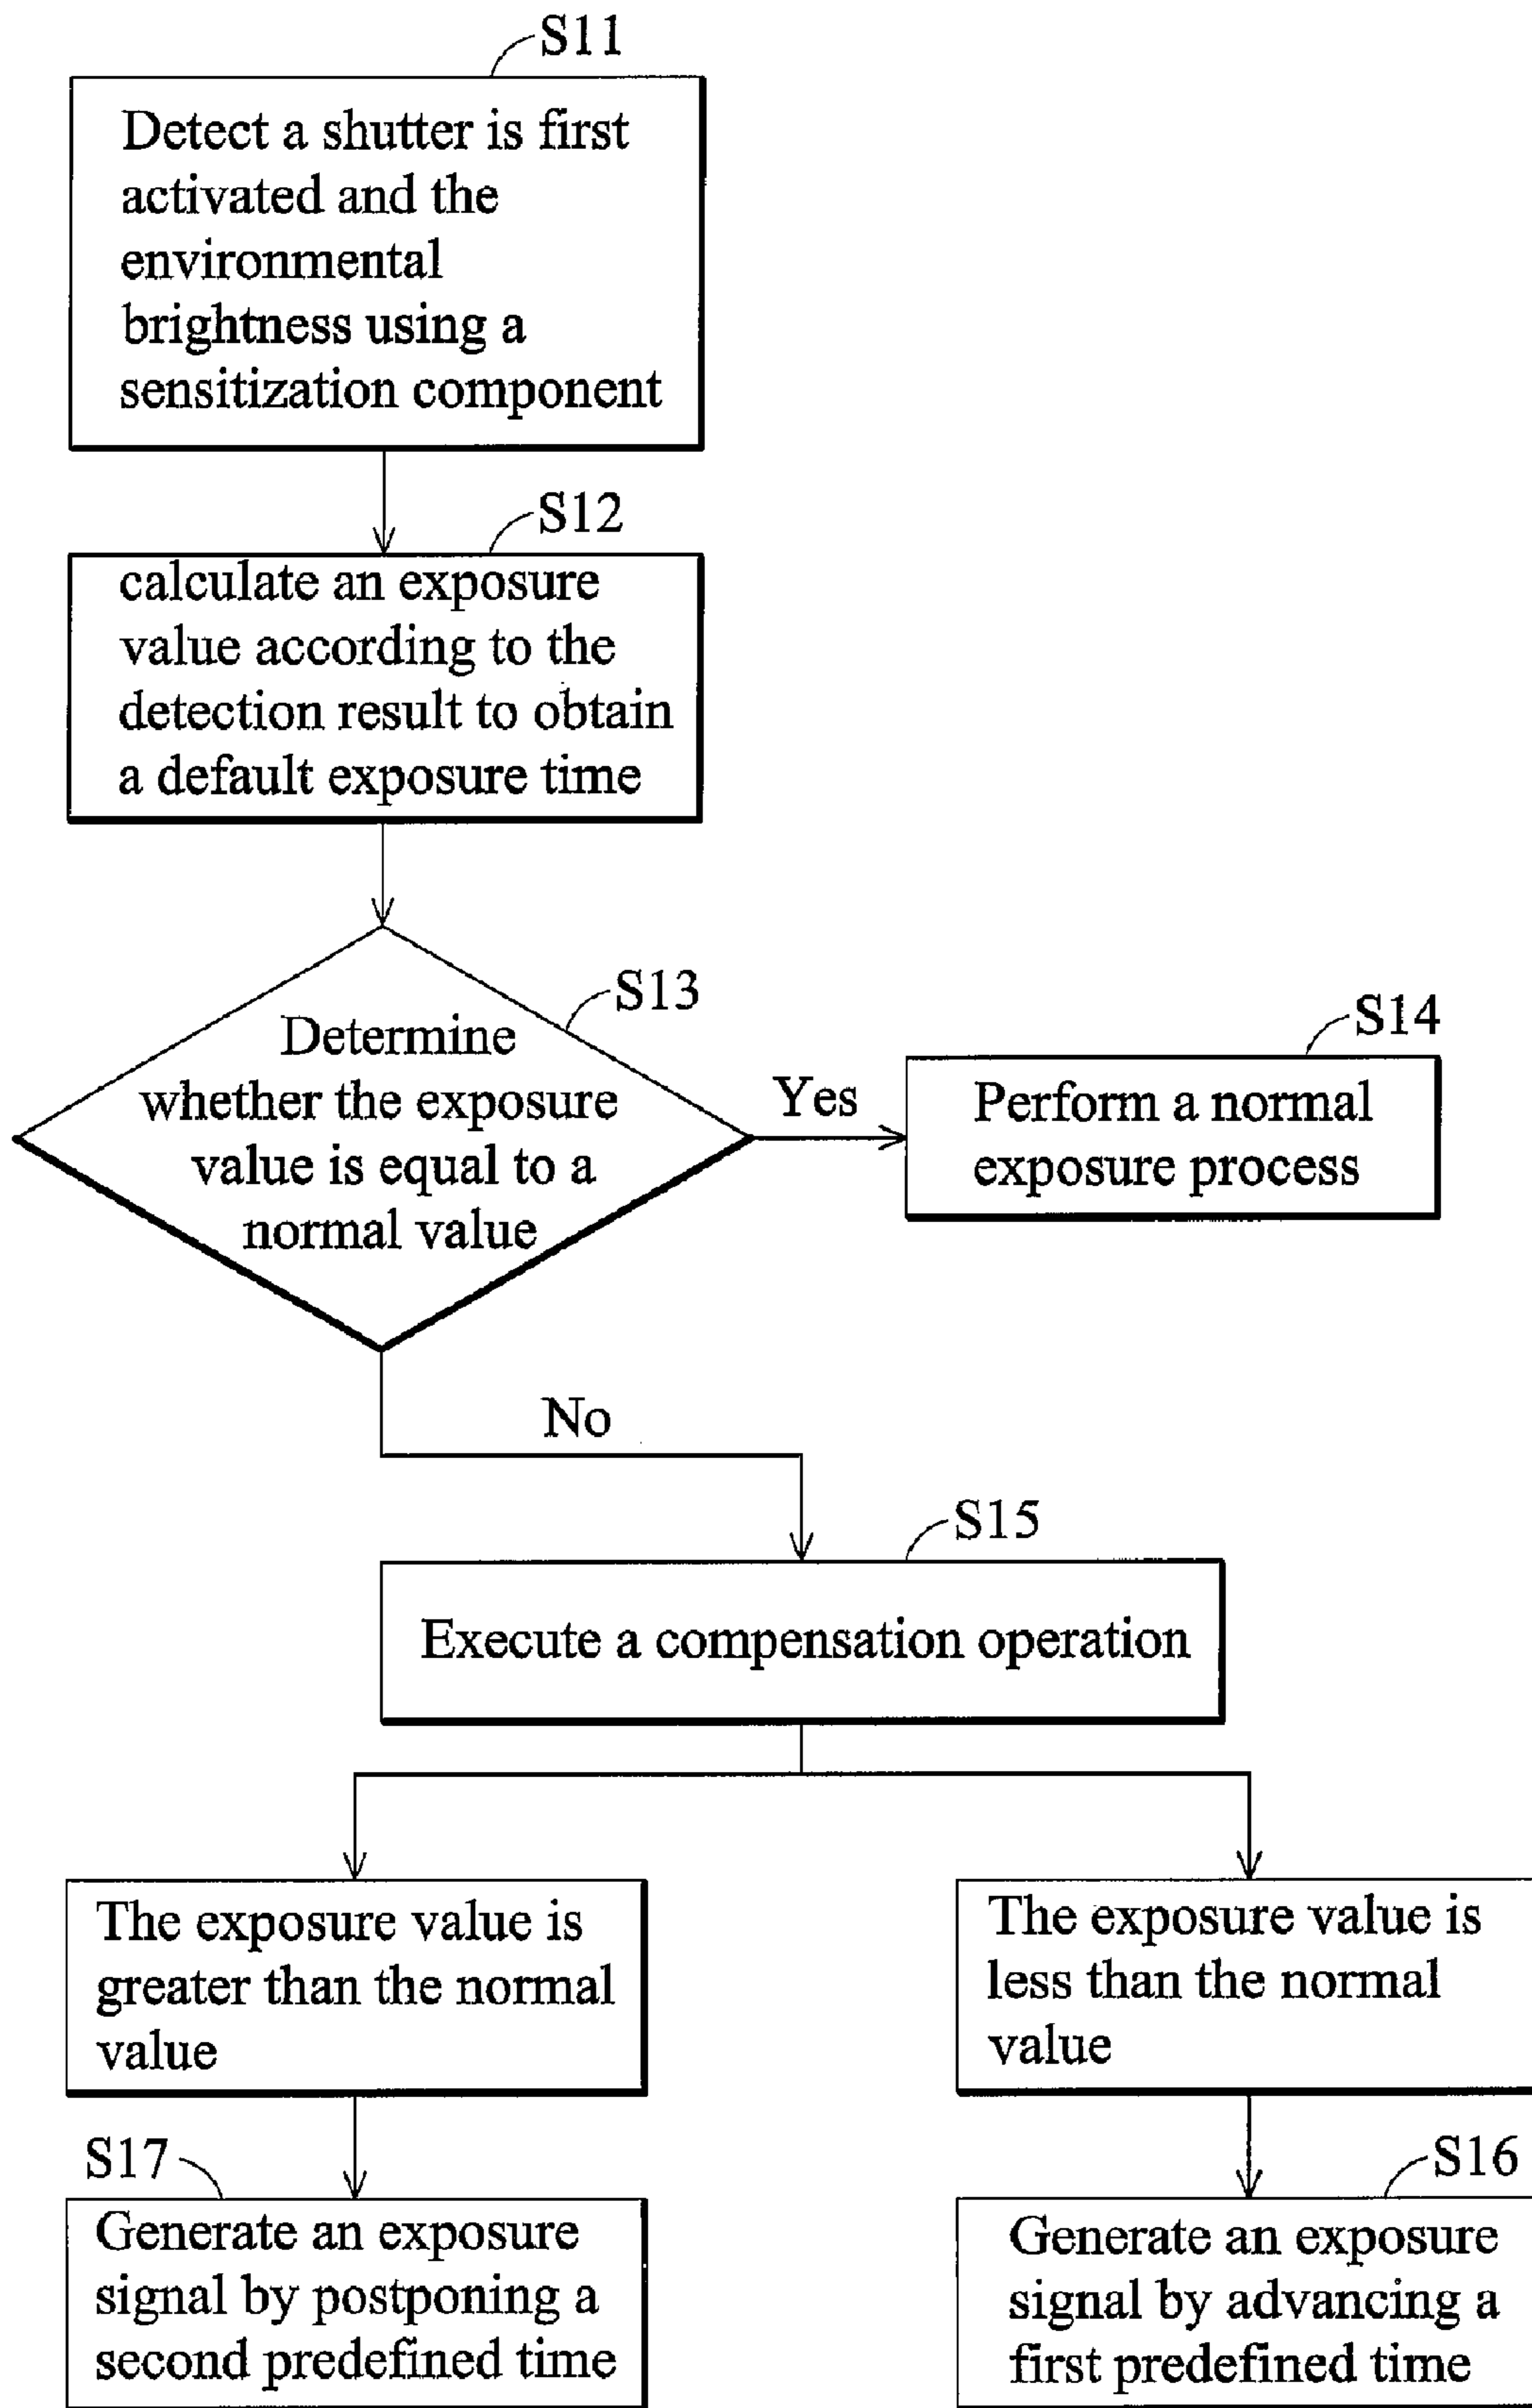 S11
Detect a shutter is first
activated and the
environmental
brightness using a
sensitization component
S12
calculate an exposure
value according to the
detection result to obtain
a default exposure time
S13
Determine
whether the exposure
value is equal to a
normal value
Yes
S14
Perform a normal
exposure process
No
S15
Execute a compensation operation
The exposure value is
greater than the normal
value
The exposure value is
less than the normal
value
S17
Generate an exposure
signal by postponing a
second predefined time
S16
Generate an exposure
signal by advancing a
first predefined time